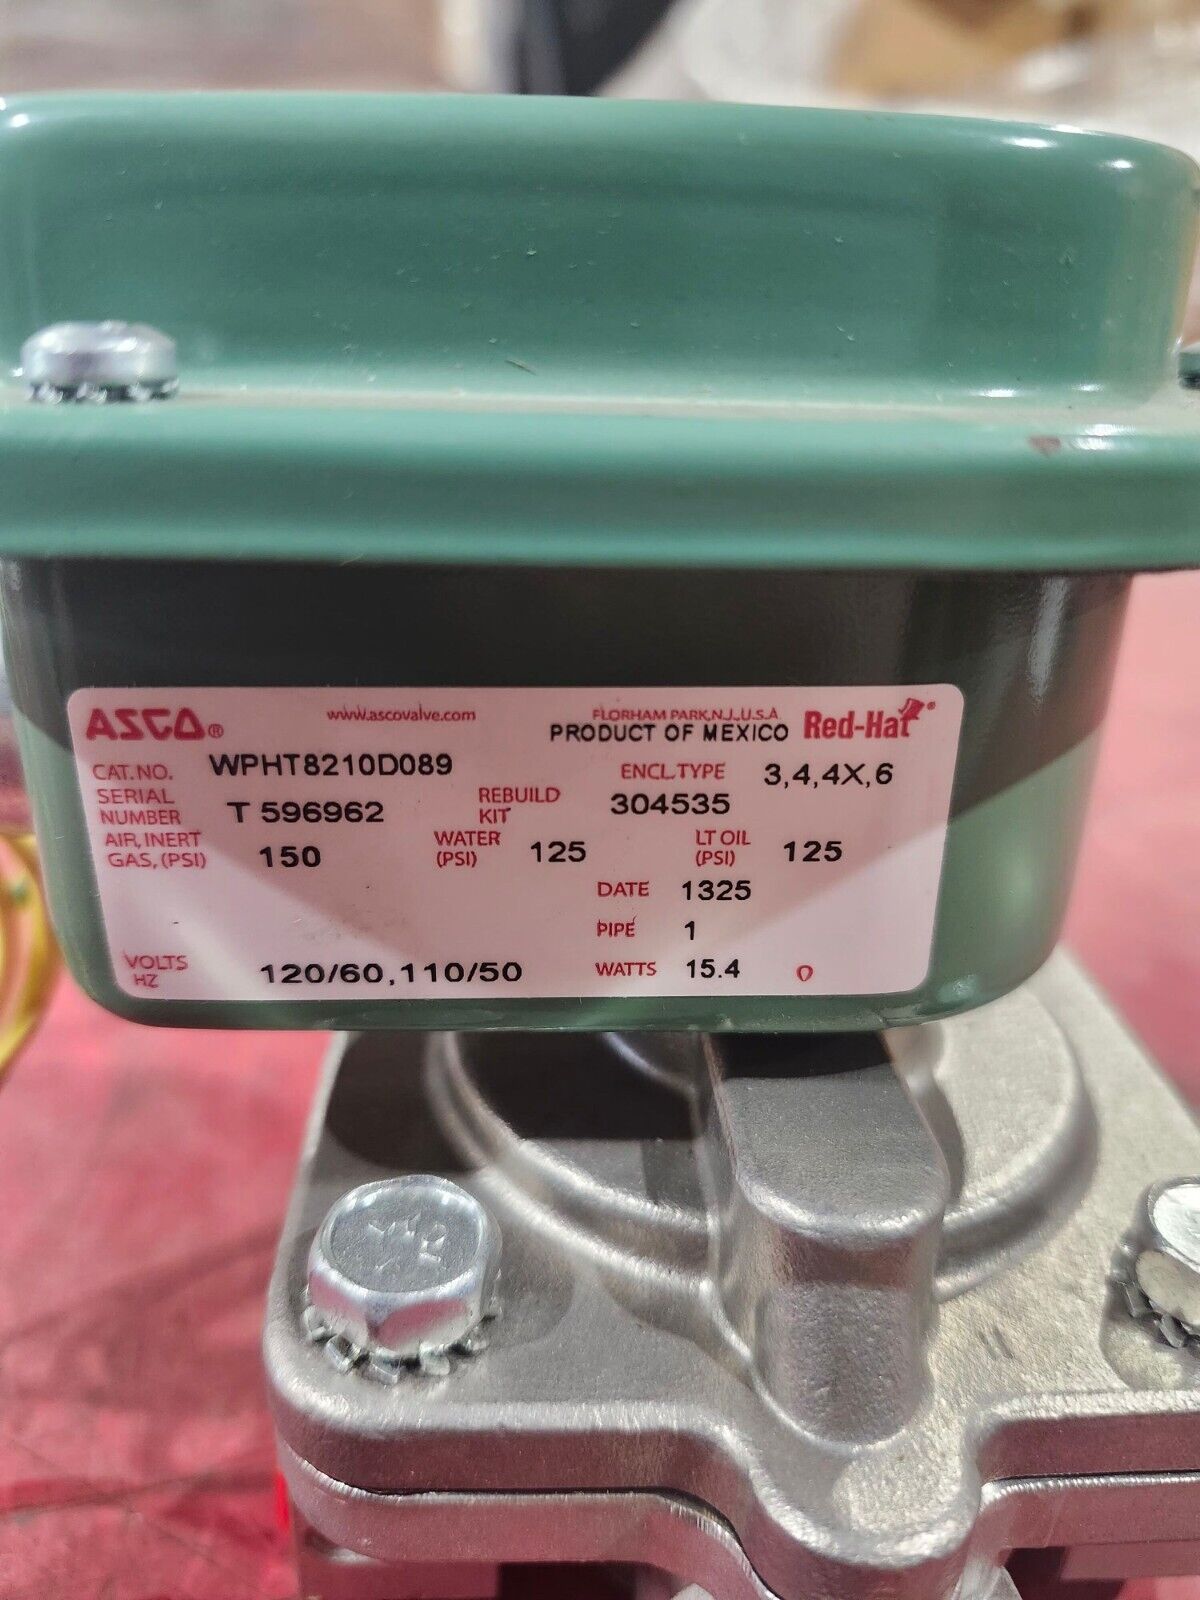 ASCO® www.ascovalve.com FLORHAM PARK,N.J.,U.S.A. Red-Hat®
PRODUCT OF MEXICO
CAT.NO. WPHT8210D089 ENCL.TYPE 3,4,4X,6
SERIAL NUMBER T 596962 REBUILD KIT 304535
AIR, INERT GAS, (PSI) 150 WATER (PSI) 125 LT OIL (PSI) 125
DATE 1325
PIPE 1
VOLTS HZ 120/60,110/50 WATTS 15.4 0